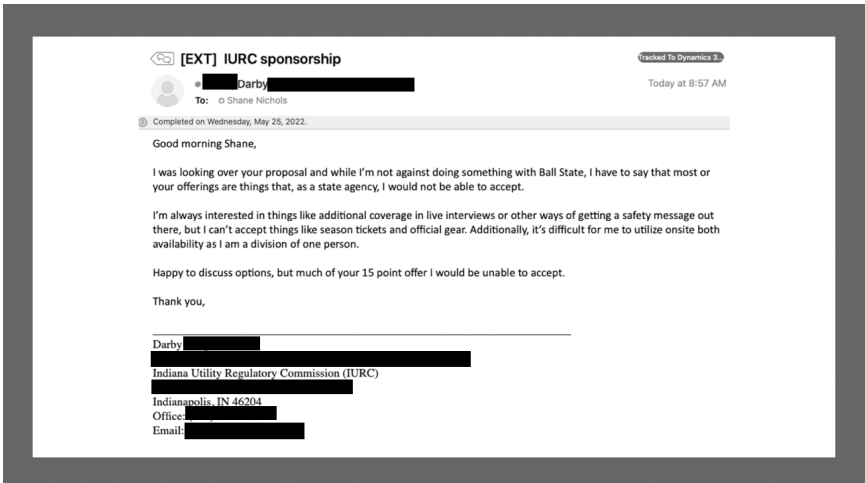 [EXT] IURC sponsorship
Tracked To Dynamics 3...
Darby
Today at 8:57 AM
To: Shane Nichols
Completed on Wednesday, May 25, 2022.
Good morning Shane,
I was looking over your proposal and while I'm not against doing something with Ball State, I have to say that most or
your offerings are things that, as a state agency, I would not be able to accept.
I'm always interested in things like additional coverage in live interviews or other ways of getting a safety message out
there, but I can't accept things like season tickets and official gear. Additionally, it's difficult for me to utilize onsite both
availability as I am a division of one person.
Happy to discuss options, but much of your 15 point offer I would be unable to accept.
Thank you,
Darby
Indiana Utility Regulatory Commission (IURC)
Indianapolis, IN 46204
Office:
Email: